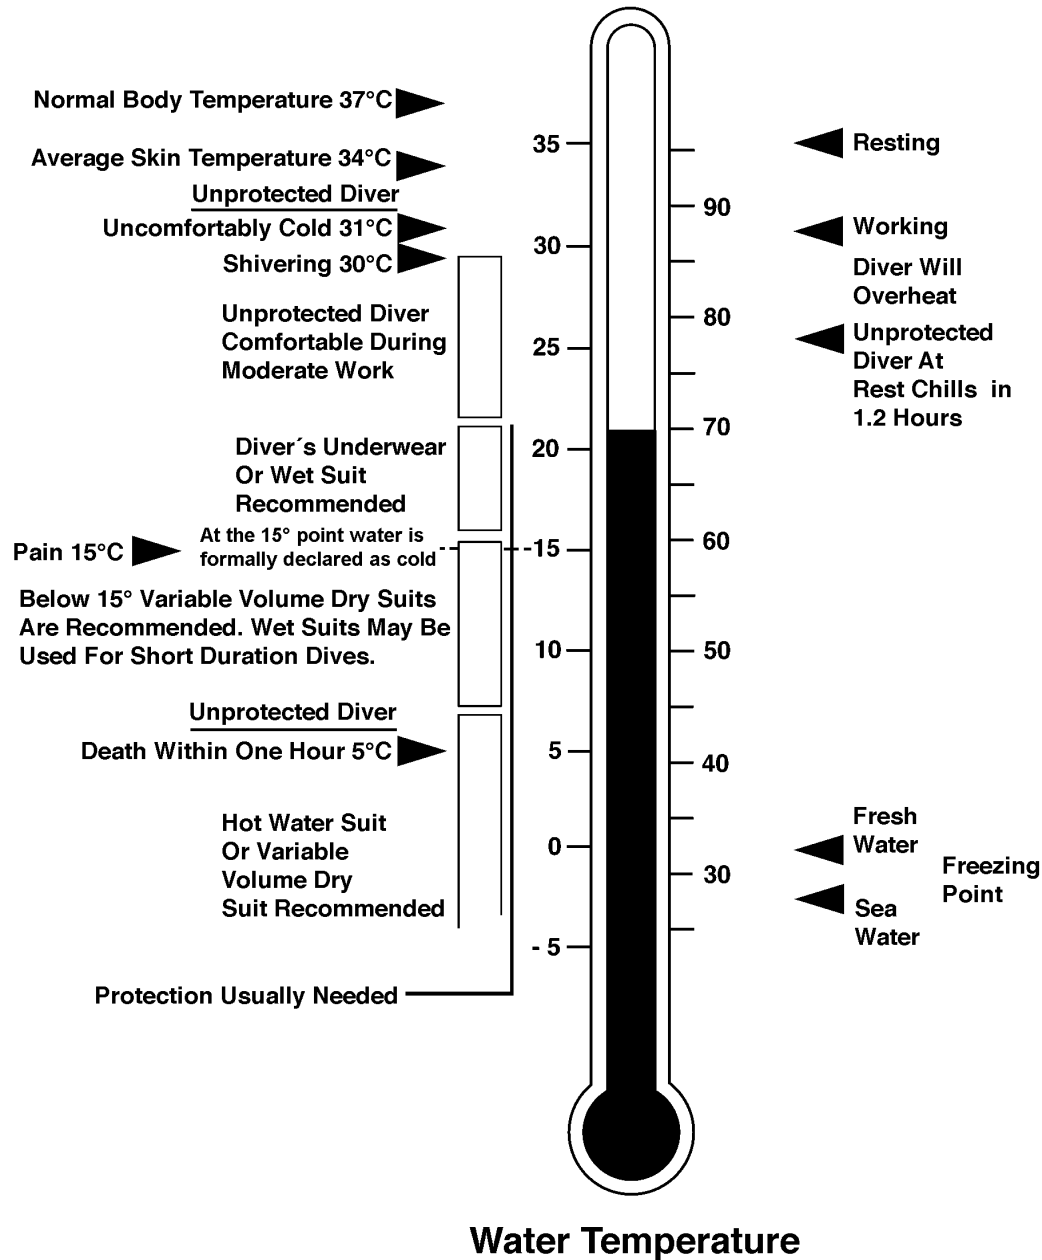 Normal Body Temperature 37°C
Average Skin Temperature 34°C
Unprotected Diver
Uncomfortably Cold 31°C
Shivering 30°C
Unprotected Diver
Comfortable During
Moderate Work
Diver´s Underwear
Or Wet Suit
Recommended
Pain 15°C
At the 15° point water is
formally declared as cold
Below 15° Variable Volume Dry Suits
Are Recommended. Wet Suits May Be
Used For Short Duration Dives.
Unprotected Diver
Death Within One Hour 5°C
Hot Water Suit
Or Variable
Volume Dry
Suit Recommended
Protection Usually Needed
35
30
25
20
15
10
5
0
- 5
90
80
70
60
50
40
30
Resting
Working
Diver Will
Overheat
Unprotected
Diver At
Rest Chills in
1.2 Hours
Fresh
Water
Freezing
Point
Sea
Water
Water Temperature